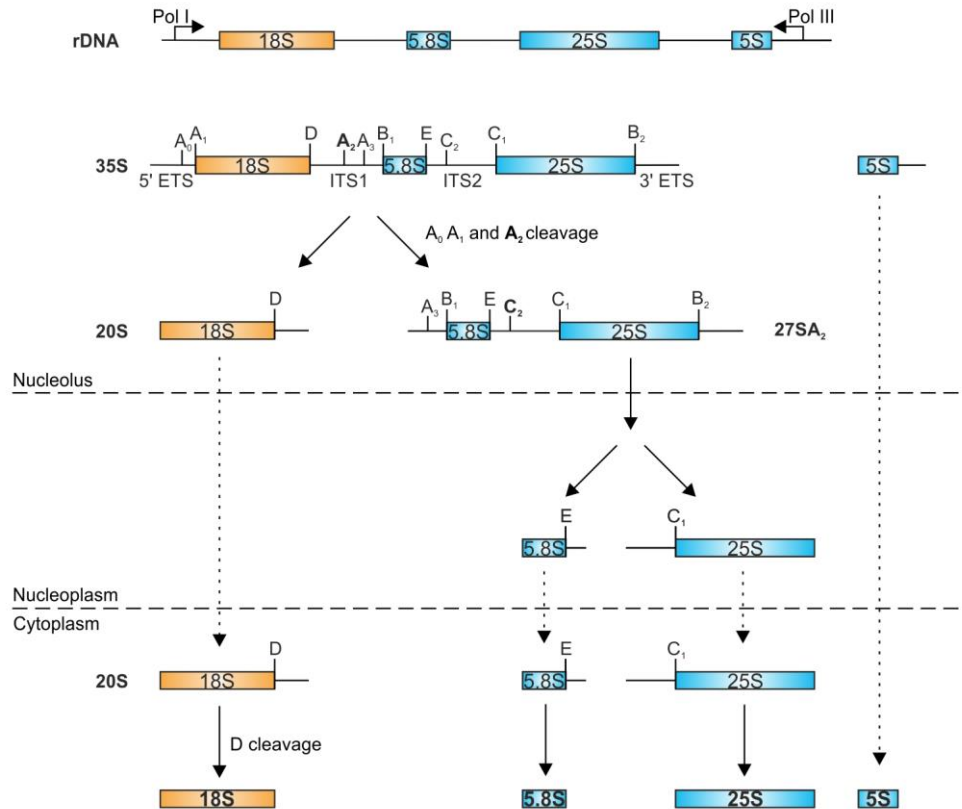 Pol I Pol III
rDNA 18S 5.8S 25S 5S
A₀ A₁ D A₂ A₃ B₁ E C₂ C₁ B₂
35S 18S 5.8S 25S 5S
5' ETS ITS1 ITS2 3' ETS
A₀ A₁ and A₂ cleavage
D A₃ B₁ E C₂ C₁ B₂
20S 18S 5.8S 25S 27SA₂
Nucleolus
E C₁
5.8S 25S
Nucleoplasm
Cytoplasm
D E C₁
20S 18S 5.8S 25S
D cleavage
18S 5.8S 25S 5S